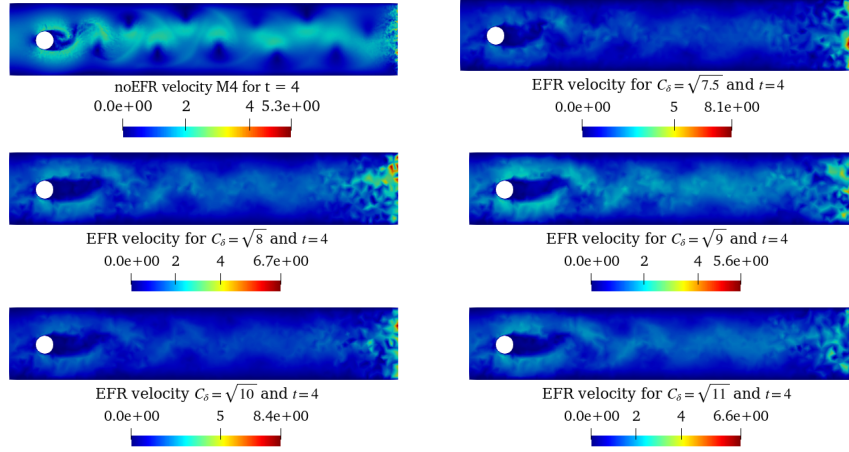 noEFR velocity M4 for t = 4
0.0e+00 2 4 5.3e+00
EFR velocity for C_δ = √7.5 and t=4
0.0e+00 5 8.1e+00
EFR velocity for C_δ = √8 and t=4
0.0e+00 2 4 6.7e+00
EFR velocity for C_δ = √9 and t=4
0.0e+00 2 4 5.6e+00
EFR velocity C_δ = √10 and t=4
0.0e+00 5 8.4e+00
EFR velocity for C_δ = √11 and t=4
0.0e+00 2 4 6.6e+00